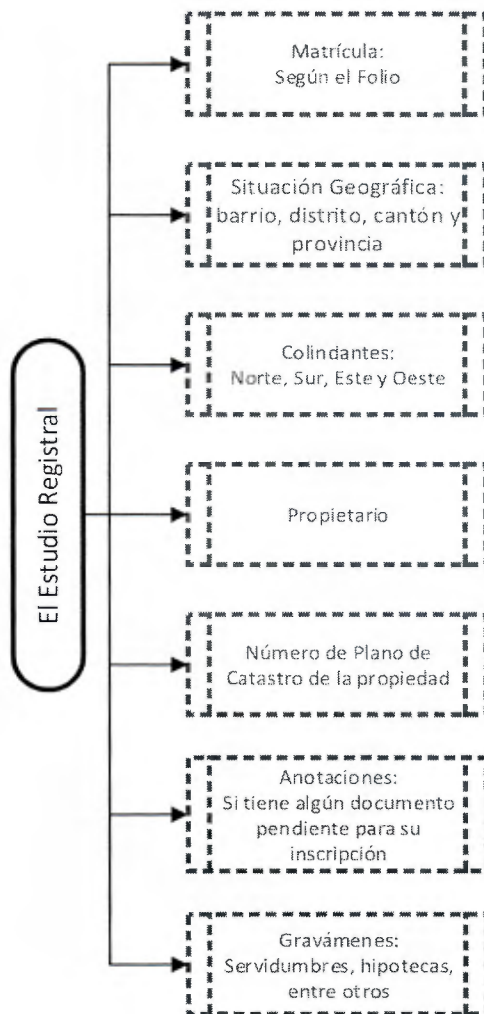 El Estudio Registral
Matrícula:
Según el Folio
Situación Geográfica:
barrio, distrito, cantón y
provincia
Colindantes:
Norte, Sur, Este y Oeste
Propietario
Número de Plano de
Catastro de la propiedad
Anotaciones:
Si tiene algún documento
pendiente para su
inscripción
Gravámenes:
Servidumbres, hipotecas,
entre otros